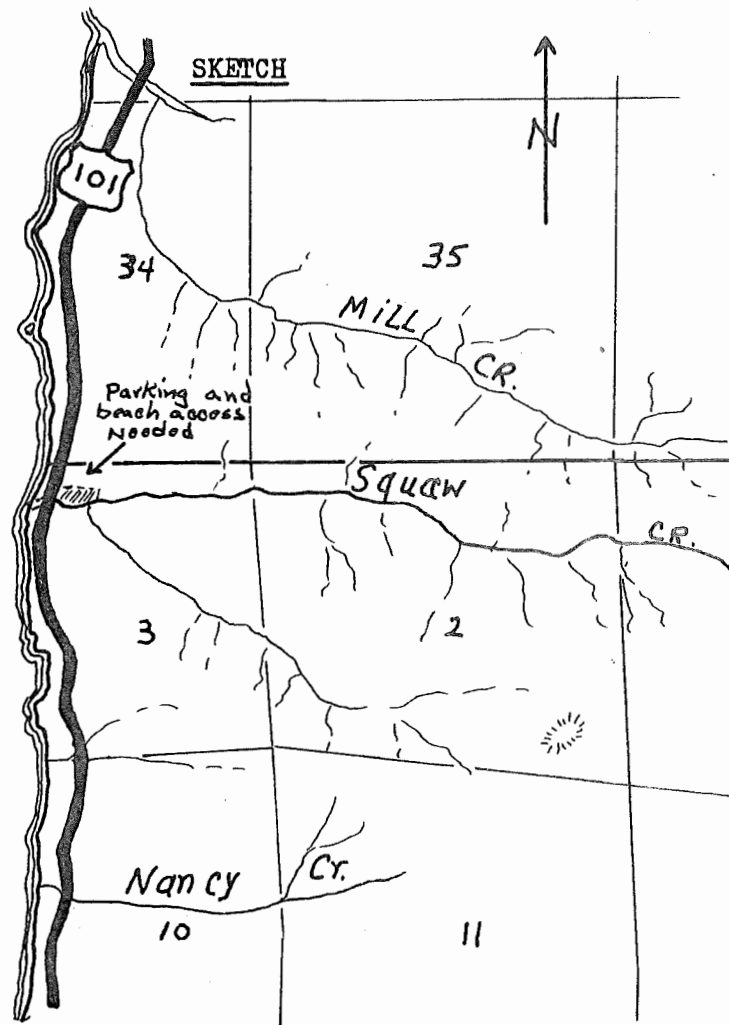 SKETCH
N
101
34
35
MILL
CR.
Parking and
beach access
Needed
Squaw
CR.
3
2
Nancy
Cr.
10
11